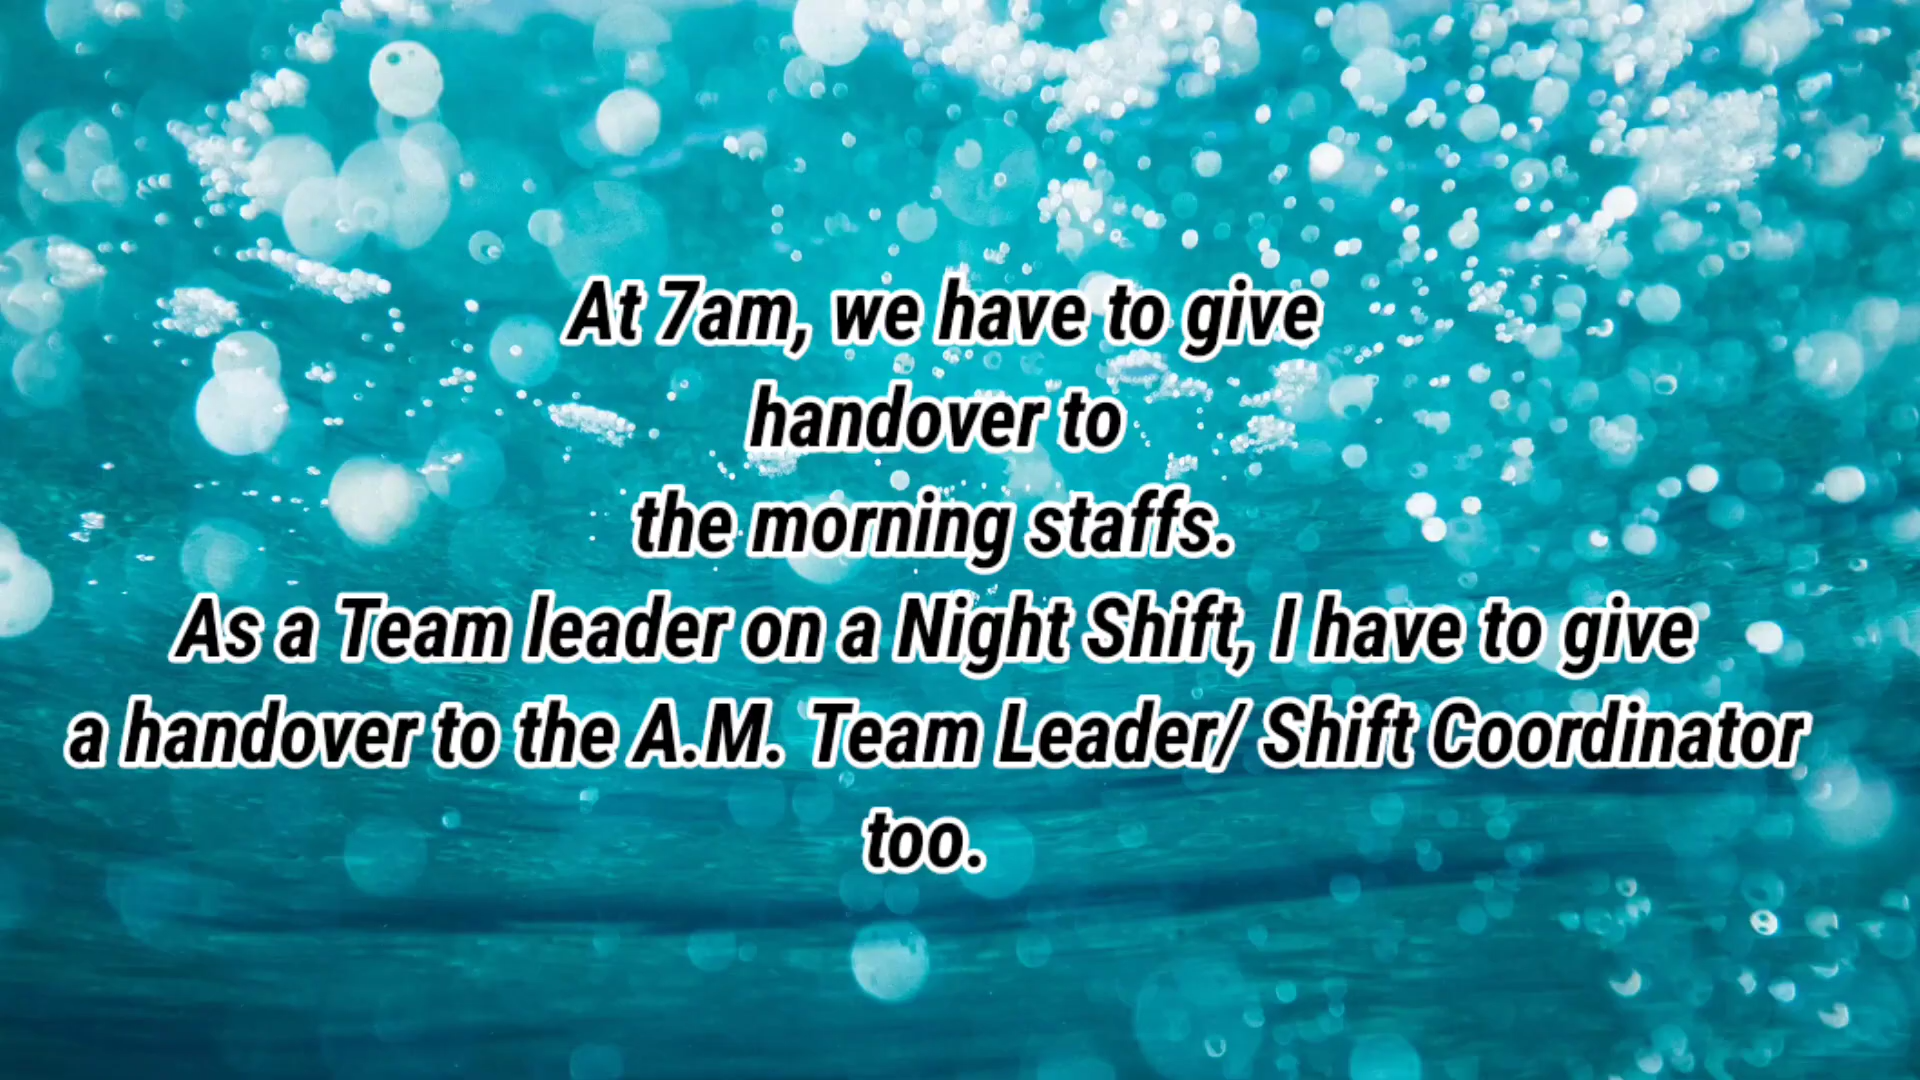 At 7am, we have to give
handover to
the morning staffs.
As a Team leader on a Night Shift, I have to give
a handover to the A.M. Team Leader/ Shift Coordinator
too.